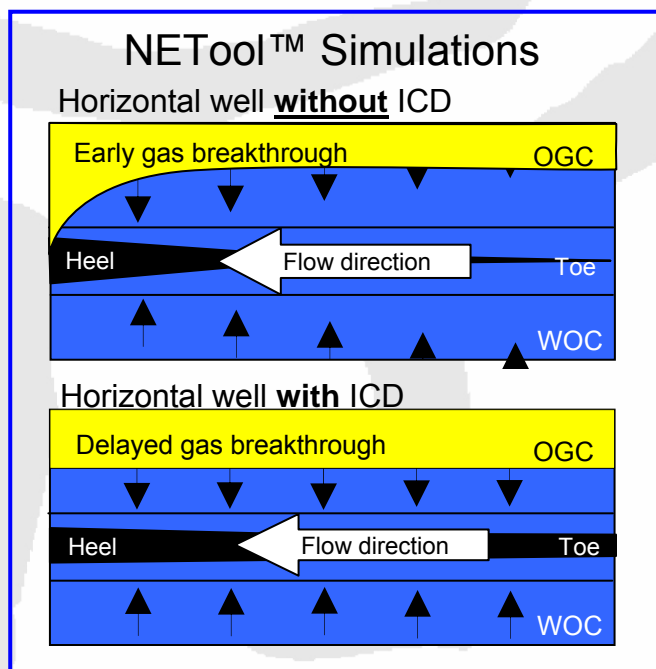 NETool™ Simulations
Horizontal well without ICD
Early gas breakthrough
OGC
Heel
Flow direction
Toe
WOC
Horizontal well with ICD
Delayed gas breakthrough
OGC
Heel
Flow direction
Toe
WOC